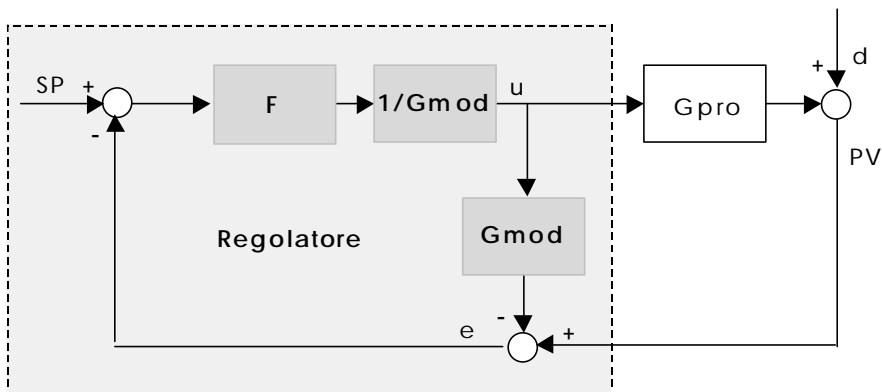 SP
+
-
F
1/Gmod
u
Gpro
+
d
PV
Gmod
Regolatore
-
e
+